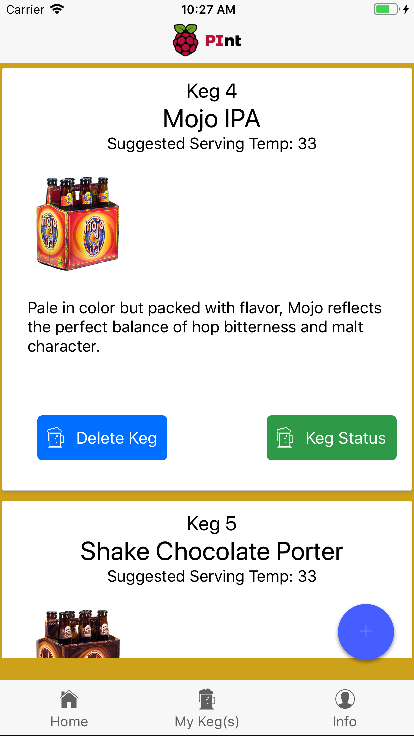 Carrier 10:27 AM
PInt
Keg 4
Mojo IPA
Suggested Serving Temp: 33
MOJO
Pale in color but packed with flavor, Mojo reflects
the perfect balance of hop bitterness and malt
character.
Delete Keg Keg Status
Keg 5
Shake Chocolate Porter
Suggested Serving Temp: 33
+
Home My Keg(s) Info